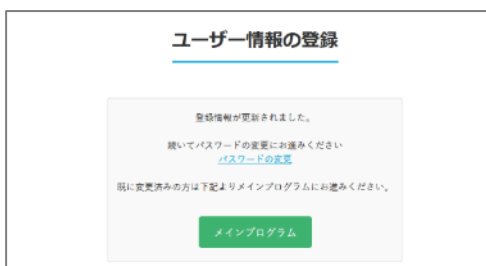 ユーザー情報の登録
登録情報が更新されました。
続いてパスワードの変更にお進みください
パスワードの変更
既に変更済みの方は下記よりメインプログラムにお進みください。
メインプログラム